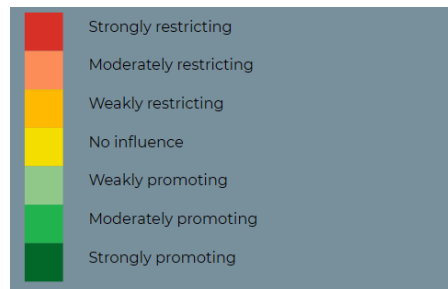 Strongly restricting
Moderately restricting
Weakly restricting
No influence
Weakly promoting
Moderately promoting
Strongly promoting